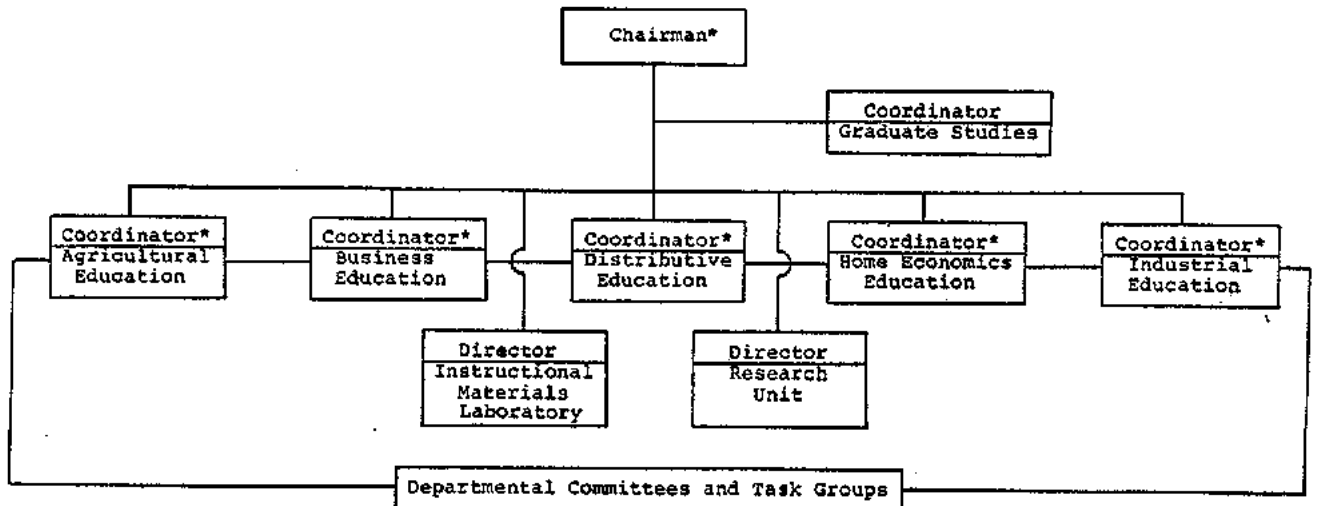 Chairman*
Coordinator
Graduate Studies
Coordinator*
Agricultural
Education
Coordinator*
Business
Education
Coordinator*
Distributive
Education
Coordinator*
Home Economics
Education
Coordinator*
Industrial
Education
Director
Instructional
Materials
Laboratory
Director
Research
Unit
Departmental Committees and Task Groups